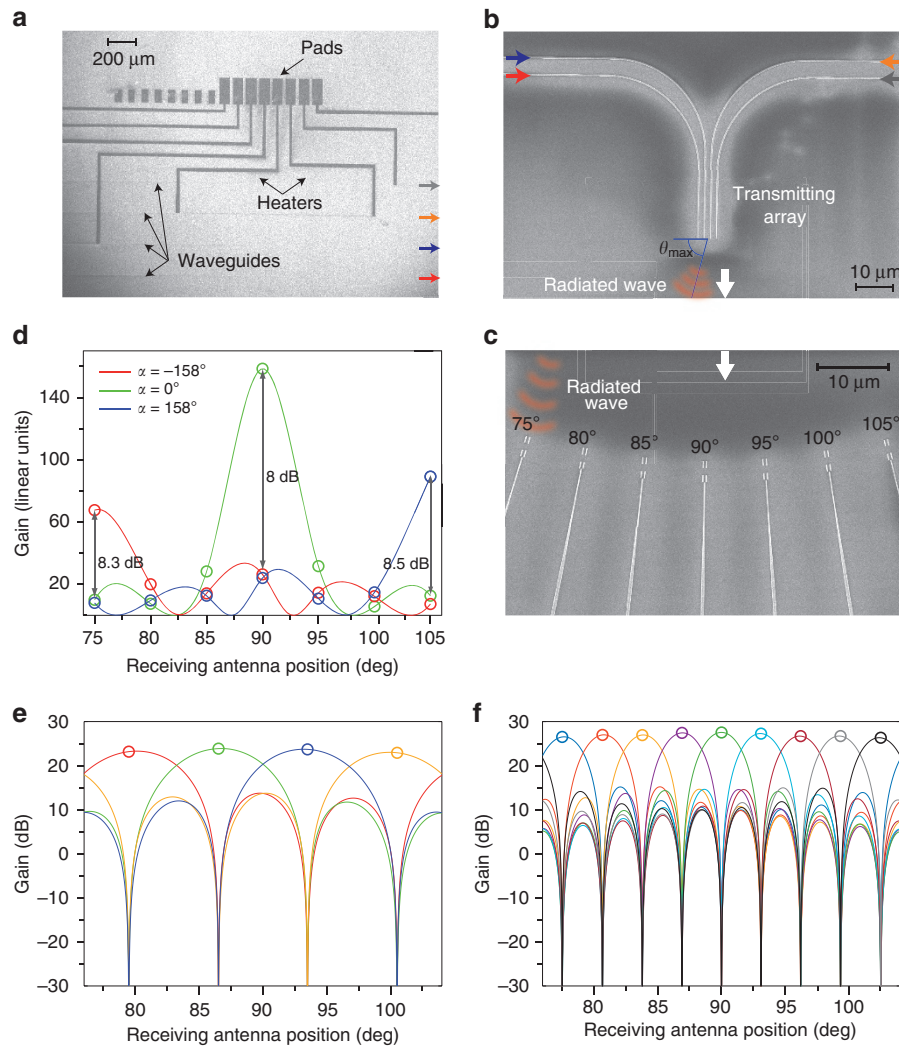 a
200 μm
Pads
Heaters
Waveguides
b
Transmitting
array
θmax
Radiated wave
10 μm
c
10 μm
Radiated
wave
75°
80°
85°
90°
95°
100°
105°
d
α = –158°
α = 0°
α = 158°
Gain (linear units)
140
100
60
20
8.3 dB
8 dB
8.5 dB
75 80 85 90 95 100 105
Receiving antenna position (deg)
e
Gain (dB)
30
20
10
0
–10
–20
–30
80 85 90 95 100
Receiving antenna position (deg)
f
Gain (dB)
30
20
10
0
–10
–20
–30
80 85 90 95 100
Receiving antenna position (deg)